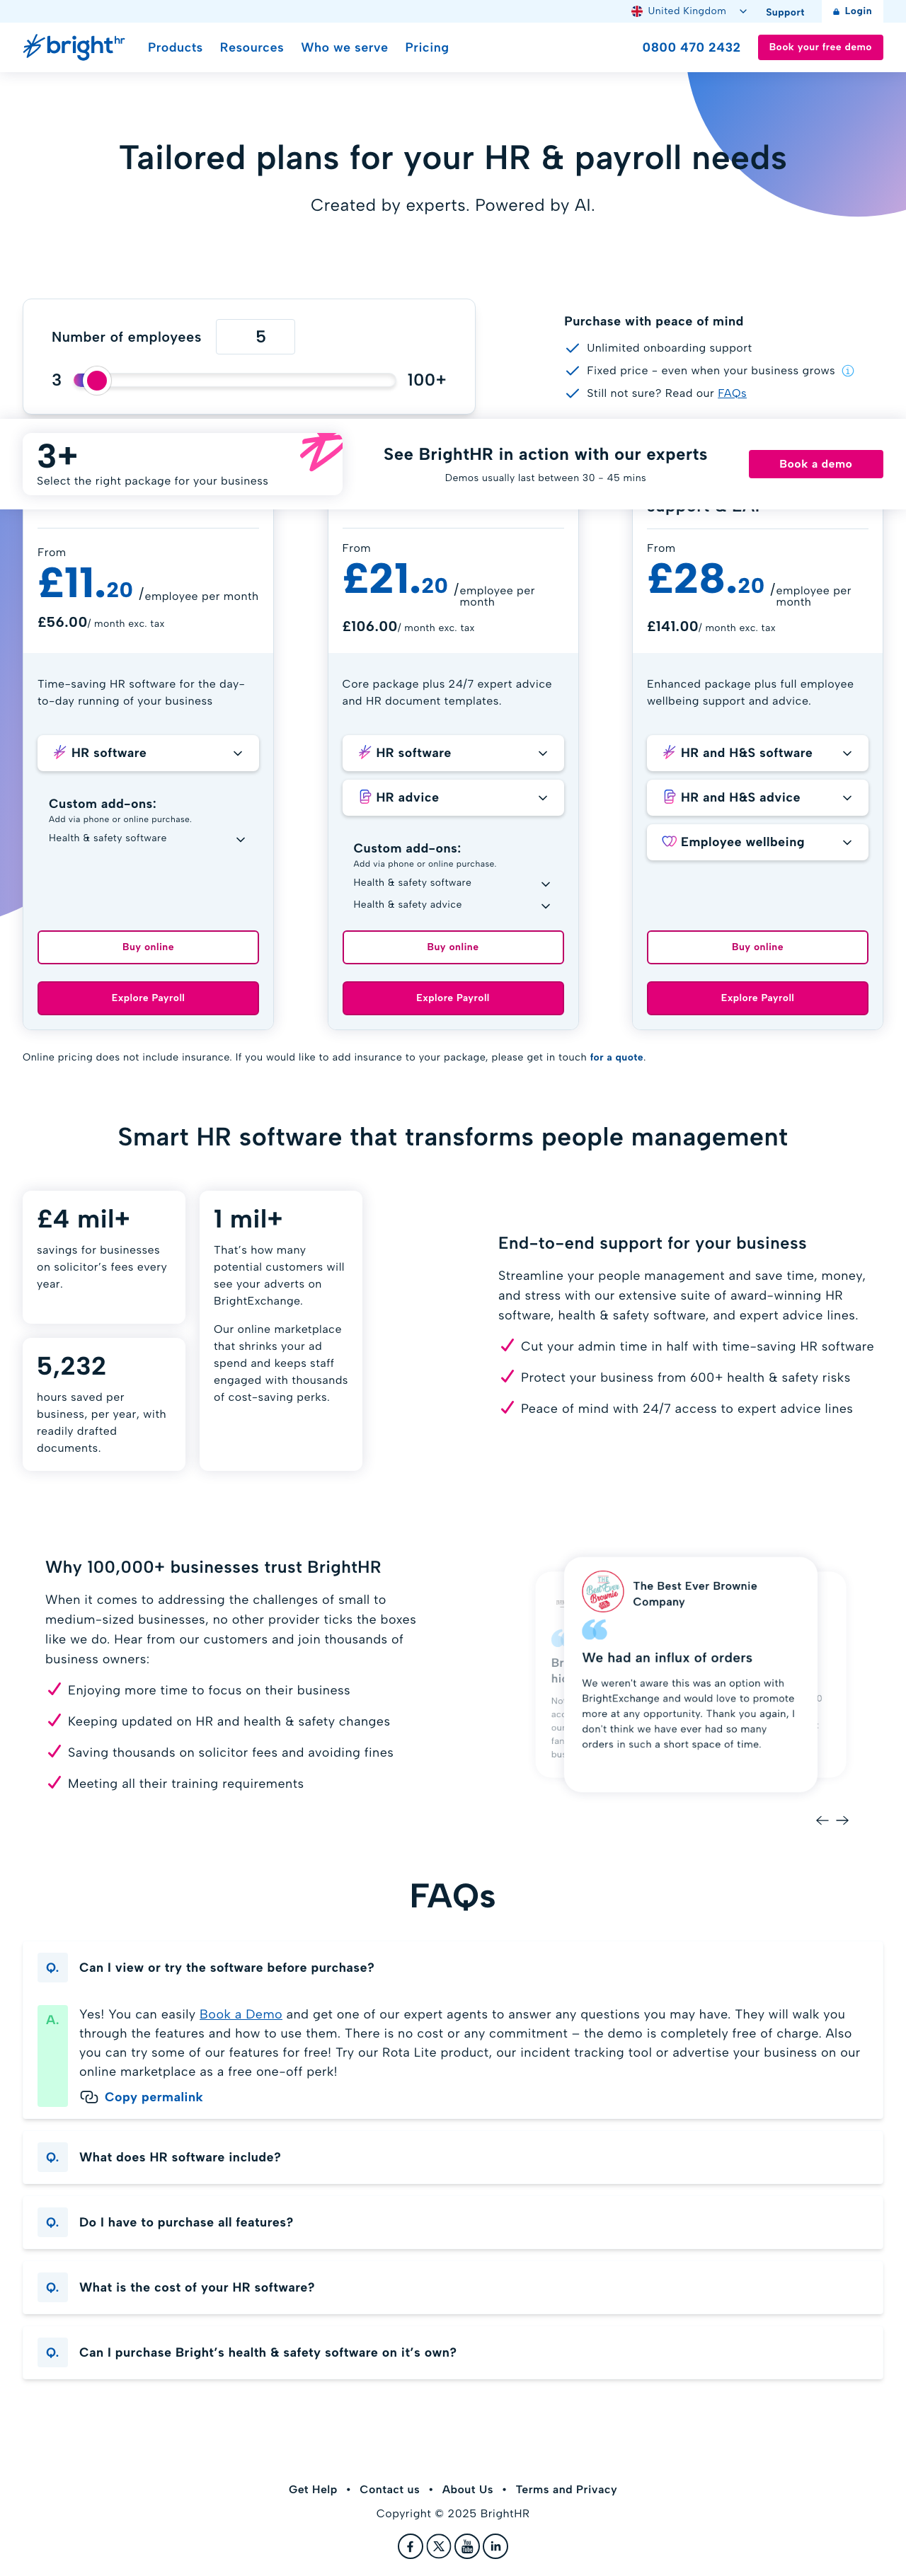 United Kingdom
Support
Login
brighthr
Products
Resources
Who we serve
Pricing
0800 470 2432
Book your free demo
Tailored plans for your HR & payroll needs
Created by experts. Powered by AI.
Number of employees
5
3
100+
Purchase with peace of mind
Unlimited onboarding support
Fixed price - even when your business grows
Still not sure? Read our FAQs
3+
Select the right package for your business
See BrightHR in action with our experts
Demos usually last between 30 - 45 mins
Book a demo
From
£11.20 /employee per month
£56.00/ month exc. tax
Time-saving HR software for the day-
to-day running of your business
HR software
Custom add-ons:
Add via phone or online purchase.
Health & safety software
Buy online
Explore Payroll
From
£21.20 /employee per
month
£106.00/ month exc. tax
Core package plus 24/7 expert advice
and HR document templates.
HR software
HR advice
Custom add-ons:
Add via phone or online purchase.
Health & safety software
Health & safety advice
Buy online
Explore Payroll
support & EAP
From
£28.20 /employee per
month
£141.00/ month exc. tax
Enhanced package plus full employee
wellbeing support and advice.
HR and H&S software
HR and H&S advice
Employee wellbeing
Buy online
Explore Payroll
Online pricing does not include insurance. If you would like to add insurance to your package, please get in touch for a quote.
Smart HR software that transforms people management
£4 mil+
savings for businesses
on solicitor's fees every
year.
5,232
hours saved per
business, per year, with
readily drafted
documents.
1 mil+
That's how many
potential customers will
see your adverts on
BrightExchange.
Our online marketplace
that shrinks your ad
spend and keeps staff
engaged with thousands
of cost-saving perks.
End-to-end support for your business
Streamline your people management and save time, money,
and stress with our extensive suite of award-winning HR
software, health & safety software, and expert advice lines.
Cut your admin time in half with time-saving HR software
Protect your business from 600+ health & safety risks
Peace of mind with 24/7 access to expert advice lines
Why 100,000+ businesses trust BrightHR
When it comes to addressing the challenges of small to
medium-sized businesses, no other provider ticks the boxes
like we do. Hear from our customers and join thousands of
business owners:
Enjoying more time to focus on their business
Keeping updated on HR and health & safety changes
Saving thousands on solicitor fees and avoiding fines
Meeting all their training requirements
The Best Ever Brownie
Company
We had an influx of orders
We weren't aware this was an option with
BrightExchange and would love to promote
more at any opportunity. Thank you again, I
don't think we have ever had so many
orders in such a short space of time.
FAQs
Q. Can I view or try the software before purchase?
A. Yes! You can easily Book a Demo and get one of our expert agents to answer any questions you may have. They will walk you
through the features and how to use them. There is no cost or any commitment – the demo is completely free of charge. Also
you can try some of our features for free! Try our Rota Lite product, our incident tracking tool or advertise your business on our
online marketplace as a free one-off perk!
Copy permalink
Q. What does HR software include?
Q. Do I have to purchase all features?
Q. What is the cost of your HR software?
Q. Can I purchase Bright's health & safety software on it's own?
Get Help • Contact us • About Us • Terms and Privacy
Copyright © 2025 BrightHR